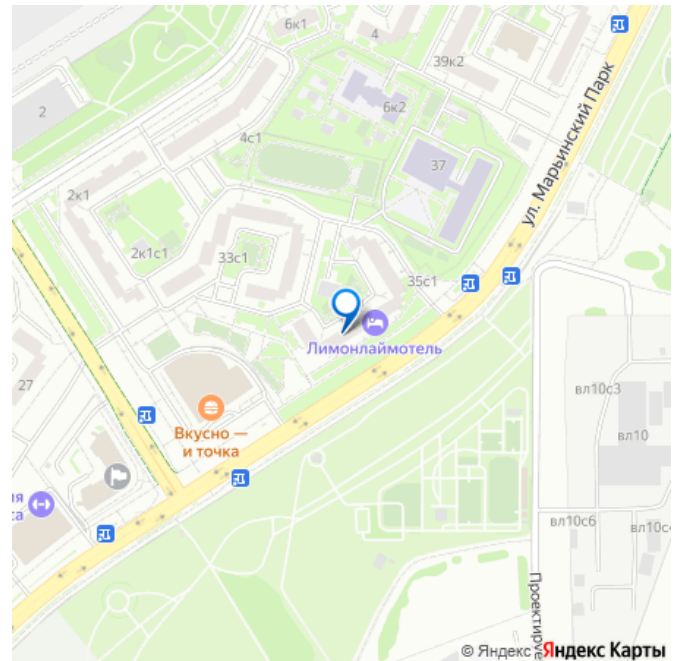 6к1
4
39к2
2
6к2
4с1
37
ул. Марьинский Парк
2к1
2к1с1
33с1
35с1
Лимонлаймотель
27
вл10с3
вл10
Вкусно —
и точка
вл10с6
© Яндекс Яндекс Карты